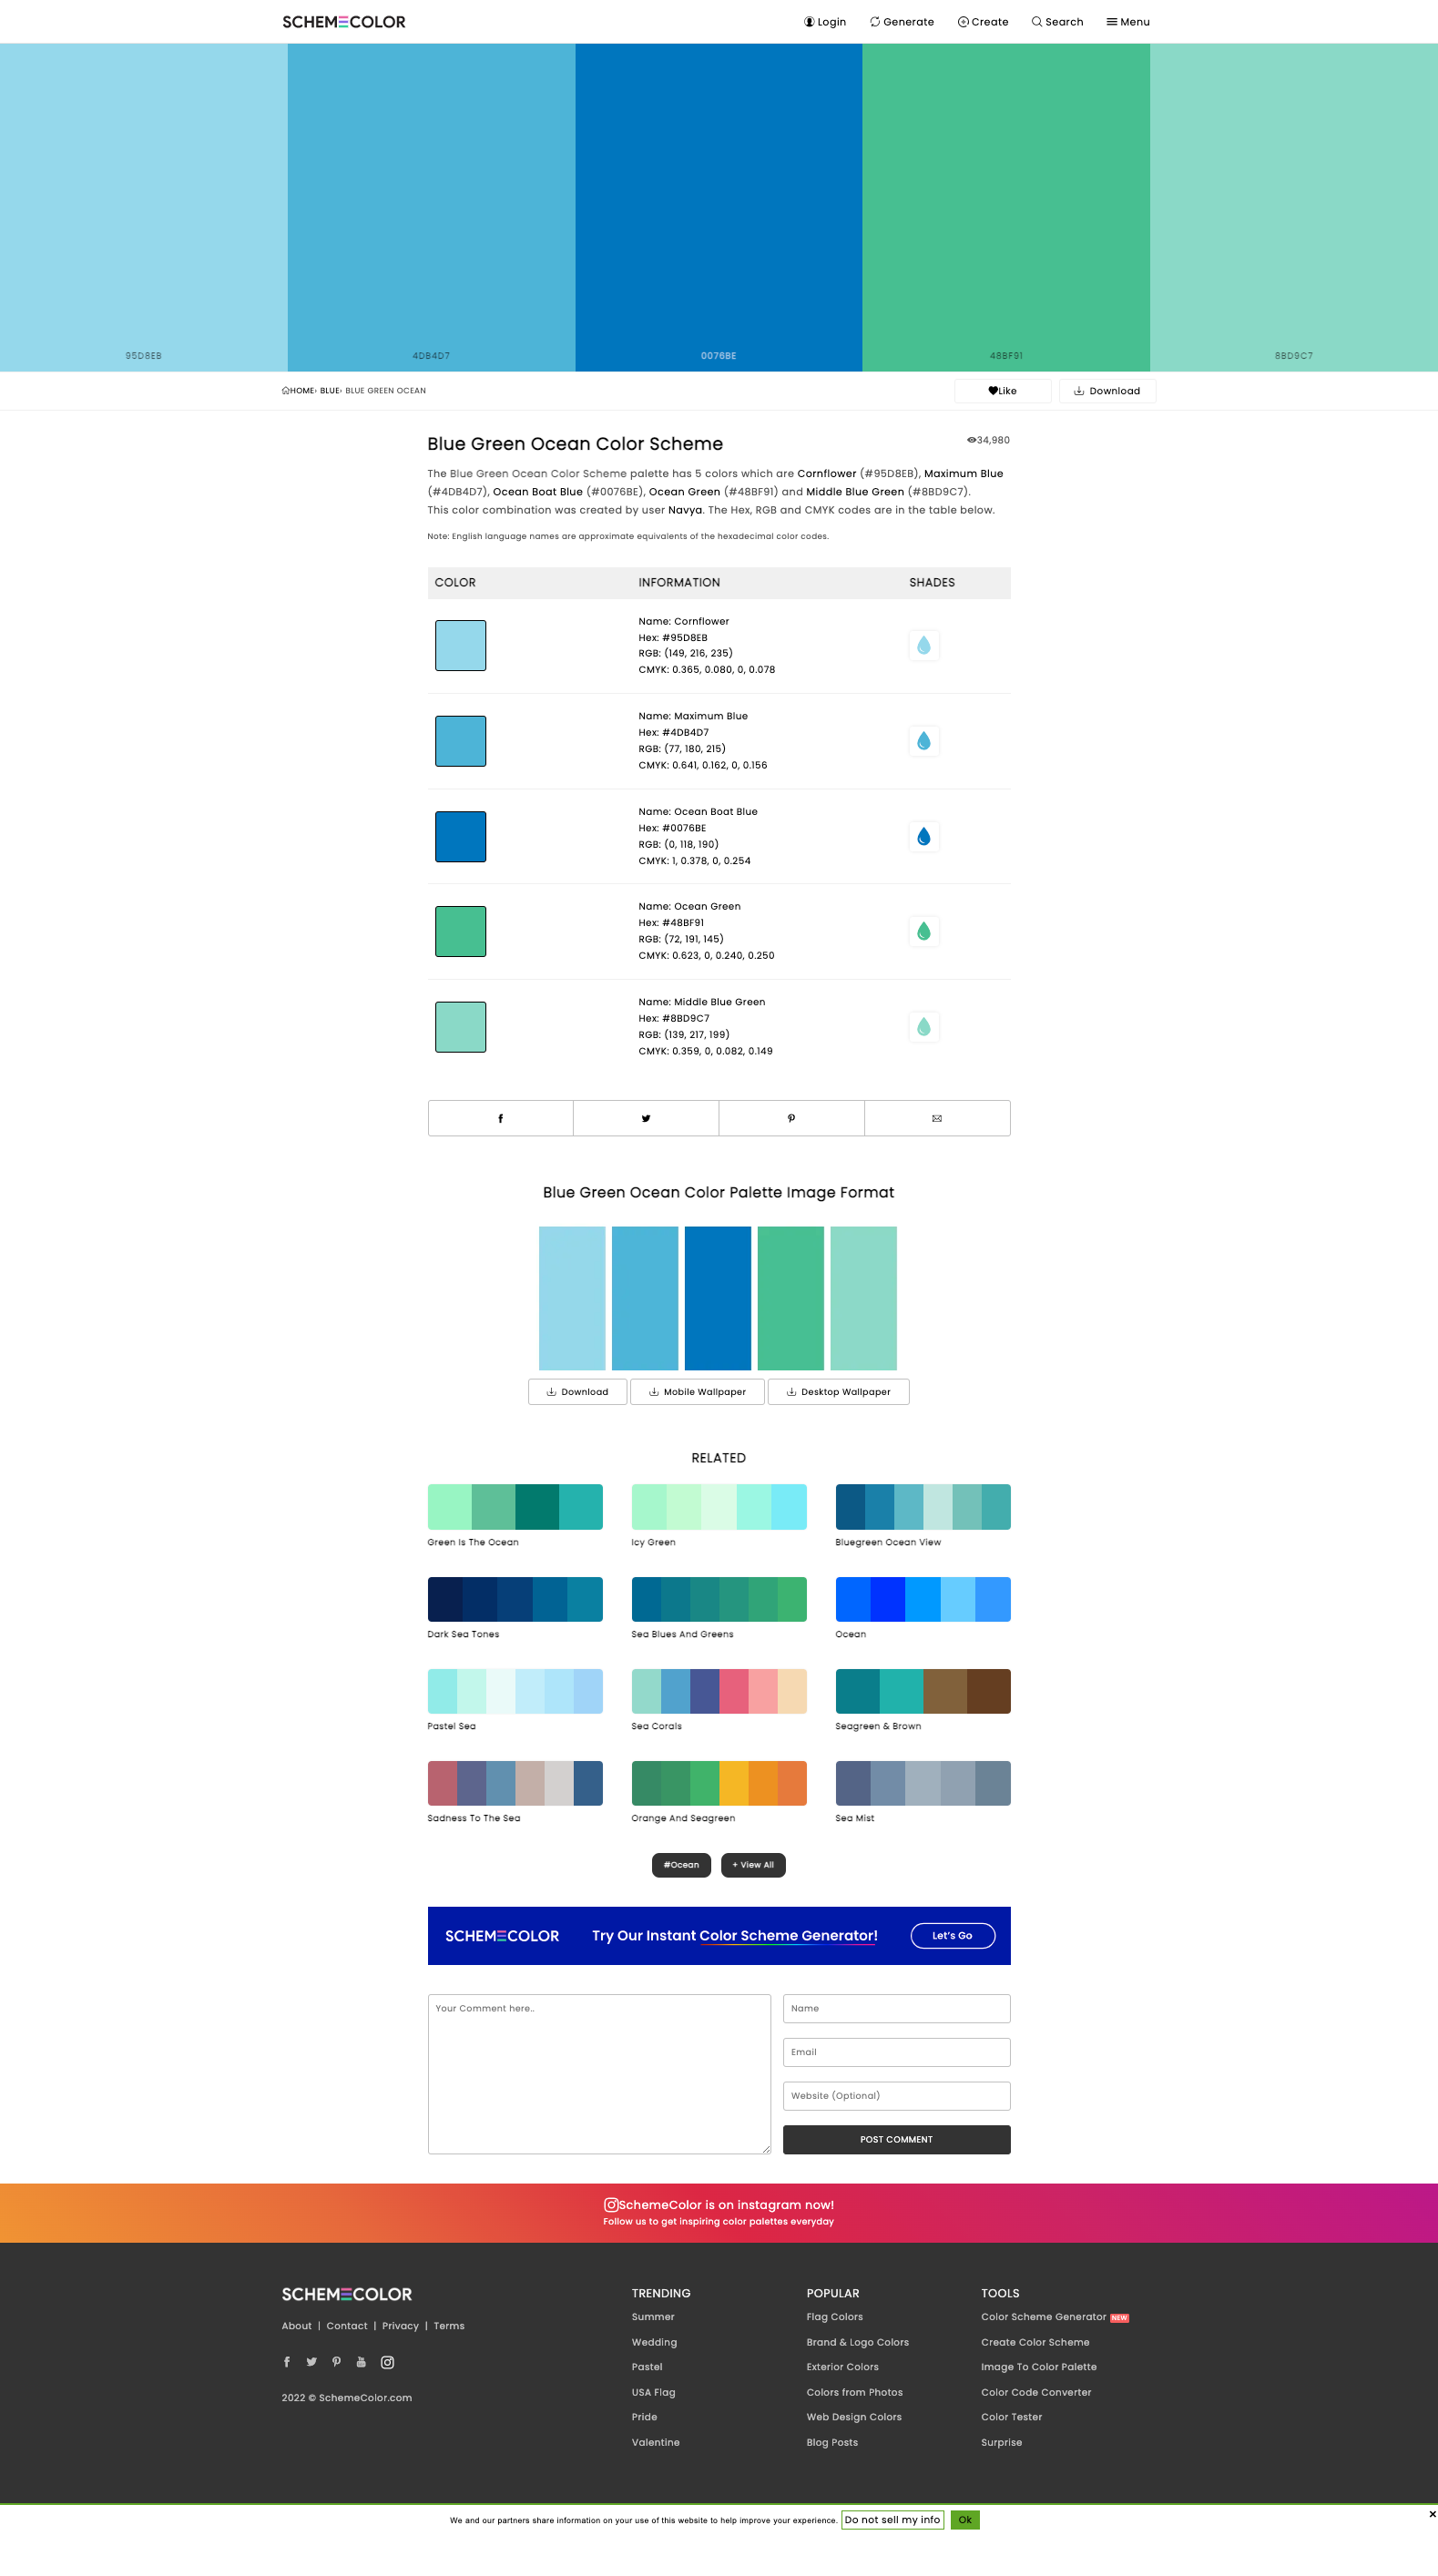 SCHEMECOLOR
Login Generate Create Search Menu
95D8EB 4DB4D7 0076BE 48BF91 8BD9C7
HOME› BLUE› BLUE GREEN OCEAN
Like Download
Blue Green Ocean Color Scheme
34,980
The Blue Green Ocean Color Scheme palette has 5 colors which are Cornflower (#95D8EB), Maximum Blue
(#4DB4D7), Ocean Boat Blue (#0076BE), Ocean Green (#48BF91) and Middle Blue Green (#8BD9C7).
This color combination was created by user Navya. The Hex, RGB and CMYK codes are in the table below.
Note: English language names are approximate equivalents of the hexadecimal color codes.
COLOR INFORMATION SHADES
Name: Cornflower
Hex: #95D8EB
RGB: (149, 216, 235)
CMYK: 0.365, 0.080, 0, 0.078
Name: Maximum Blue
Hex: #4DB4D7
RGB: (77, 180, 215)
CMYK: 0.641, 0.162, 0, 0.156
Name: Ocean Boat Blue
Hex: #0076BE
RGB: (0, 118, 190)
CMYK: 1, 0.378, 0, 0.254
Name: Ocean Green
Hex: #48BF91
RGB: (72, 191, 145)
CMYK: 0.623, 0, 0.240, 0.250
Name: Middle Blue Green
Hex: #8BD9C7
RGB: (139, 217, 199)
CMYK: 0.359, 0, 0.082, 0.149
Blue Green Ocean Color Palette Image Format
Download Mobile Wallpaper Desktop Wallpaper
RELATED
Green Is The Ocean Icy Green Bluegreen Ocean View
Dark Sea Tones Sea Blues And Greens Ocean
Pastel Sea Sea Corals Seagreen & Brown
Sadness To The Sea Orange And Seagreen Sea Mist
#Ocean + View All
SCHEMECOLOR Try Our Instant Color Scheme Generator! Let's Go
Your Comment here..
Name
Email
Website (Optional)
POST COMMENT
SchemeColor is on instagram now!
Follow us to get inspiring color palettes everyday
SCHEMECOLOR
About | Contact | Privacy | Terms
2022 © SchemeColor.com
TRENDING
Summer
Wedding
Pastel
USA Flag
Pride
Valentine
POPULAR
Flag Colors
Brand & Logo Colors
Exterior Colors
Colors from Photos
Web Design Colors
Blog Posts
TOOLS
Color Scheme Generator NEW
Create Color Scheme
Image To Color Palette
Color Code Converter
Color Tester
Surprise
We and our partners share information on your use of this website to help improve your experience. Do not sell my info Ok